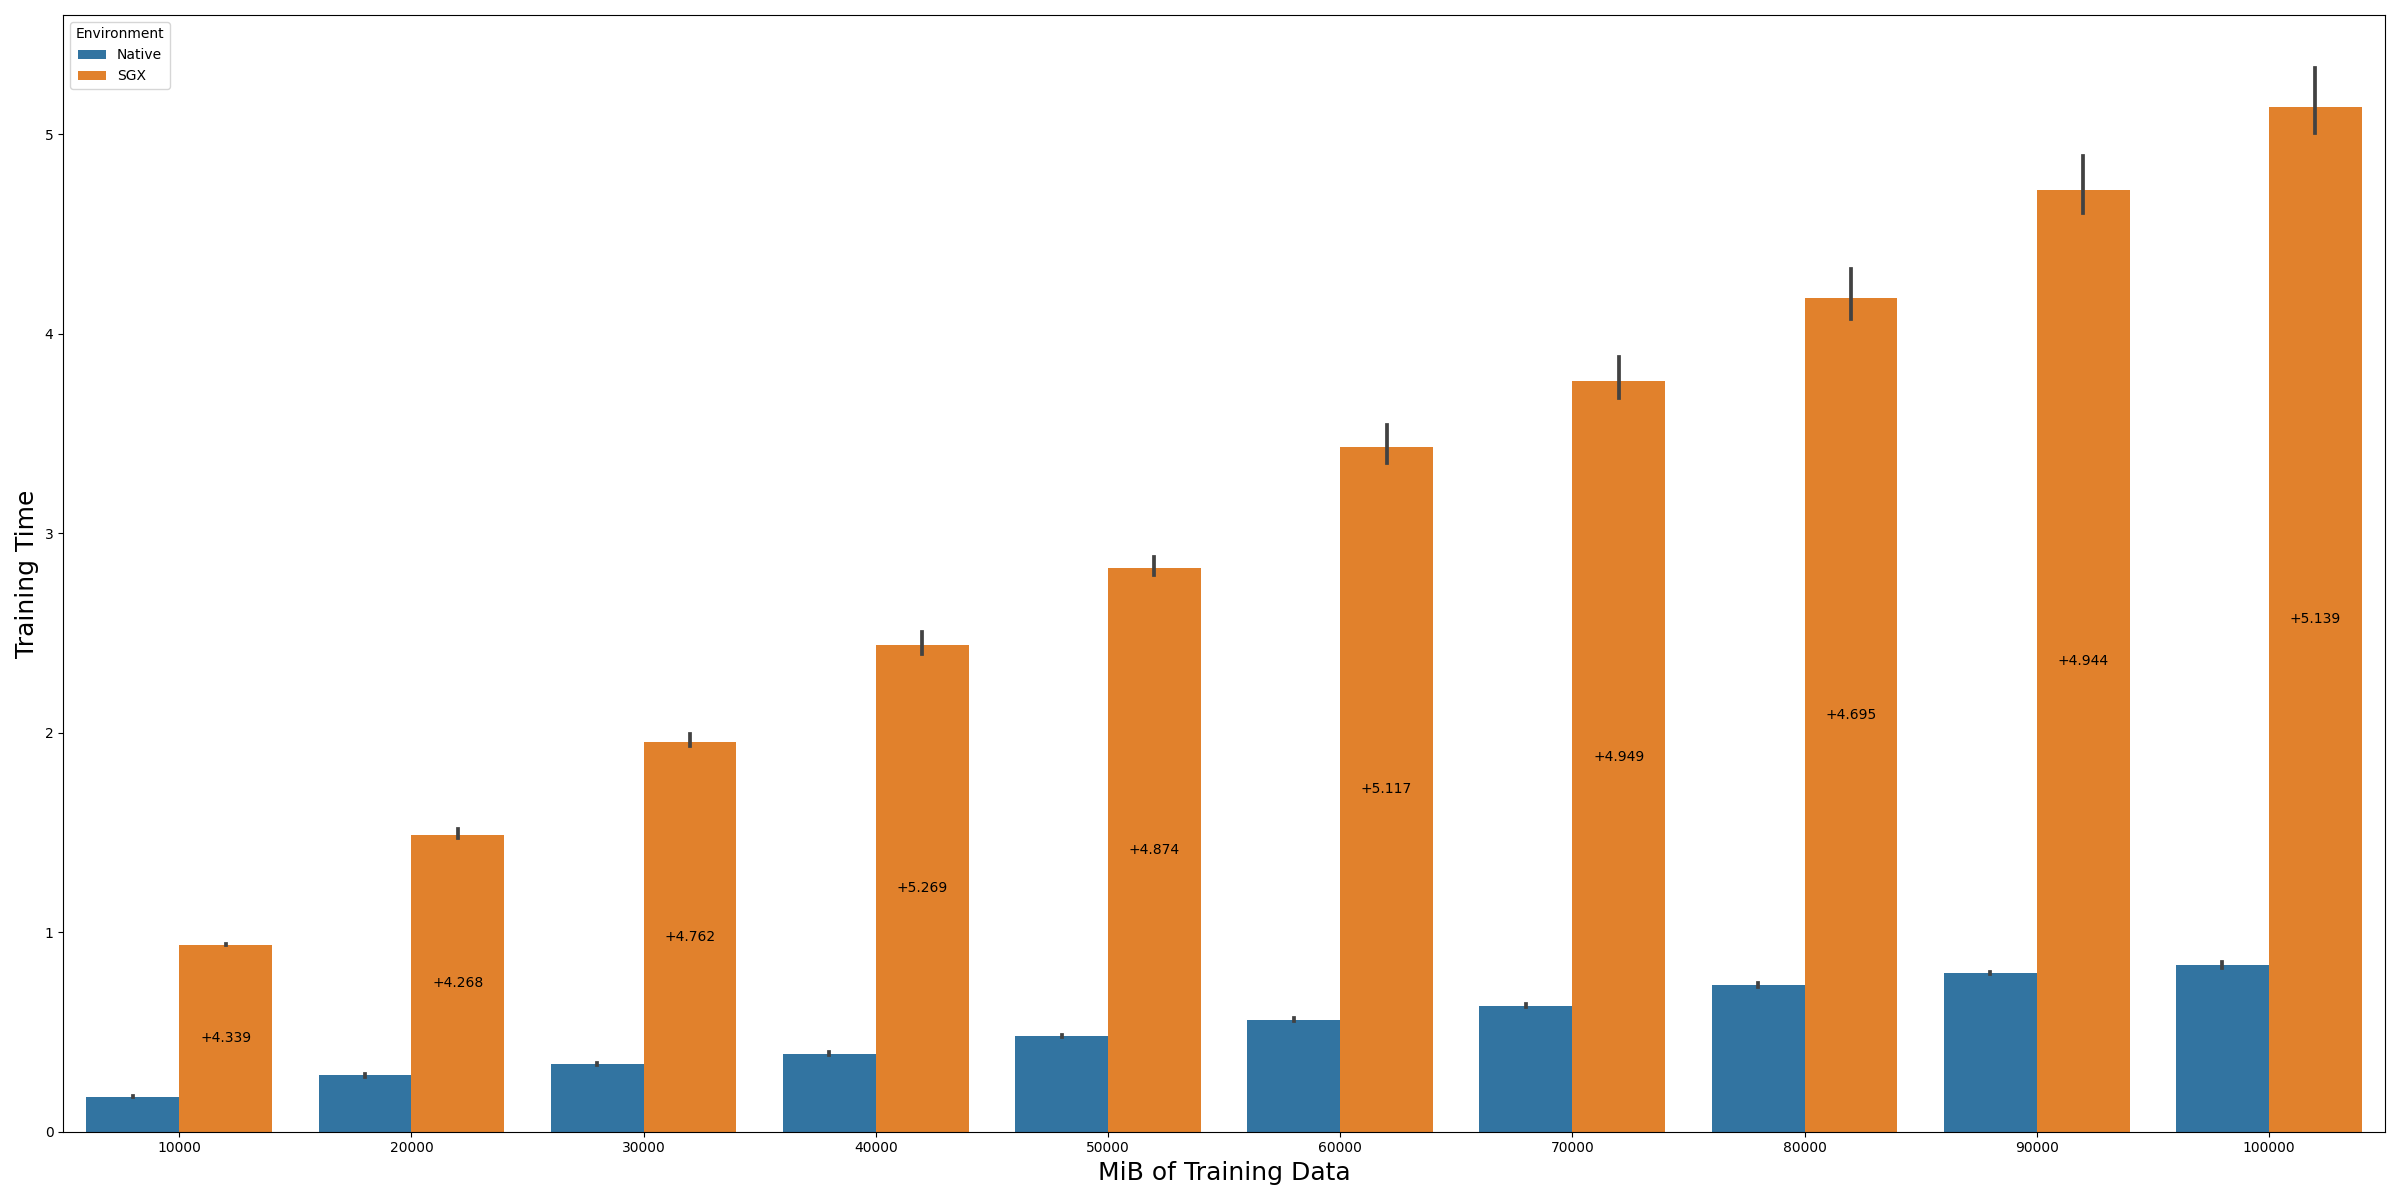 Environment
Native
SGX
Training Time
5
4
3
2
1
0
+4.339
+4.268
+4.762
+5.269
+4.874
+5.117
+4.949
+4.695
+4.944
+5.139
10000 20000 30000 40000 50000 60000 70000 80000 90000 100000
MiB of Training Data